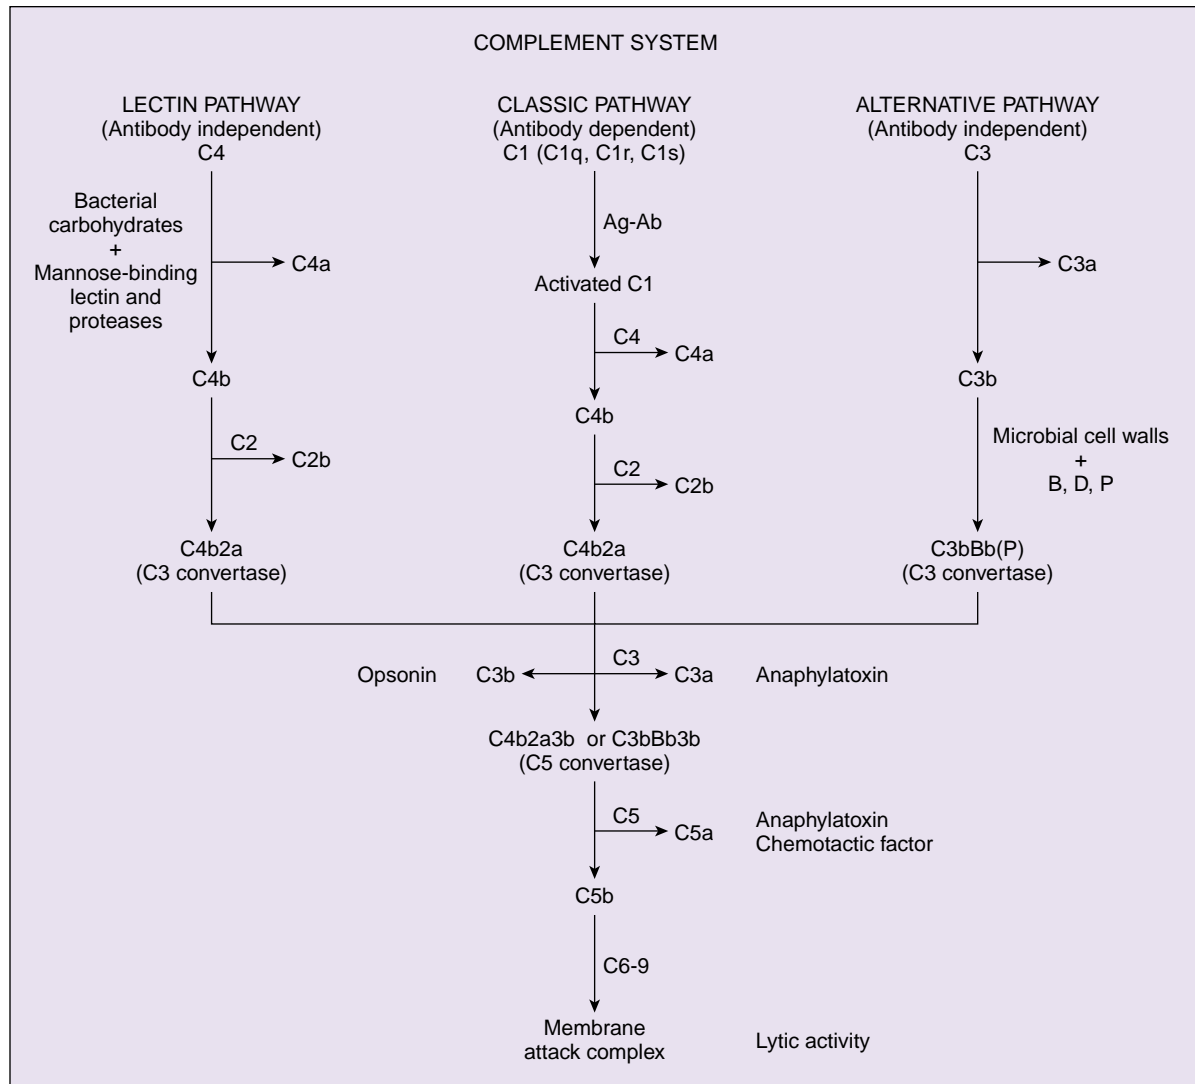 COMPLEMENT SYSTEM
LECTIN PATHWAY
(Antibody independent)
C4
Bacterial
carbohydrates
+
Mannose-binding
lectin and
proteases
C4a
C4b
C2
C2b
C4b2a
(C3 convertase)
CLASSIC PATHWAY
(Antibody dependent)
C1 (C1q, C1r, C1s)
Ag-Ab
Activated C1
C4
C4a
C4b
C2
C2b
C4b2a
(C3 convertase)
ALTERNATIVE PATHWAY
(Antibody independent)
C3
C3a
C3b
Microbial cell walls
+
B, D, P
C3bBb(P)
(C3 convertase)
Opsonin
C3b
C3
C3a
Anaphylatoxin
C4b2a3b or C3bBb3b
(C5 convertase)
C5
C5a
Anaphylatoxin
Chemotactic factor
C5b
C6-9
Membrane
attack complex
Lytic activity